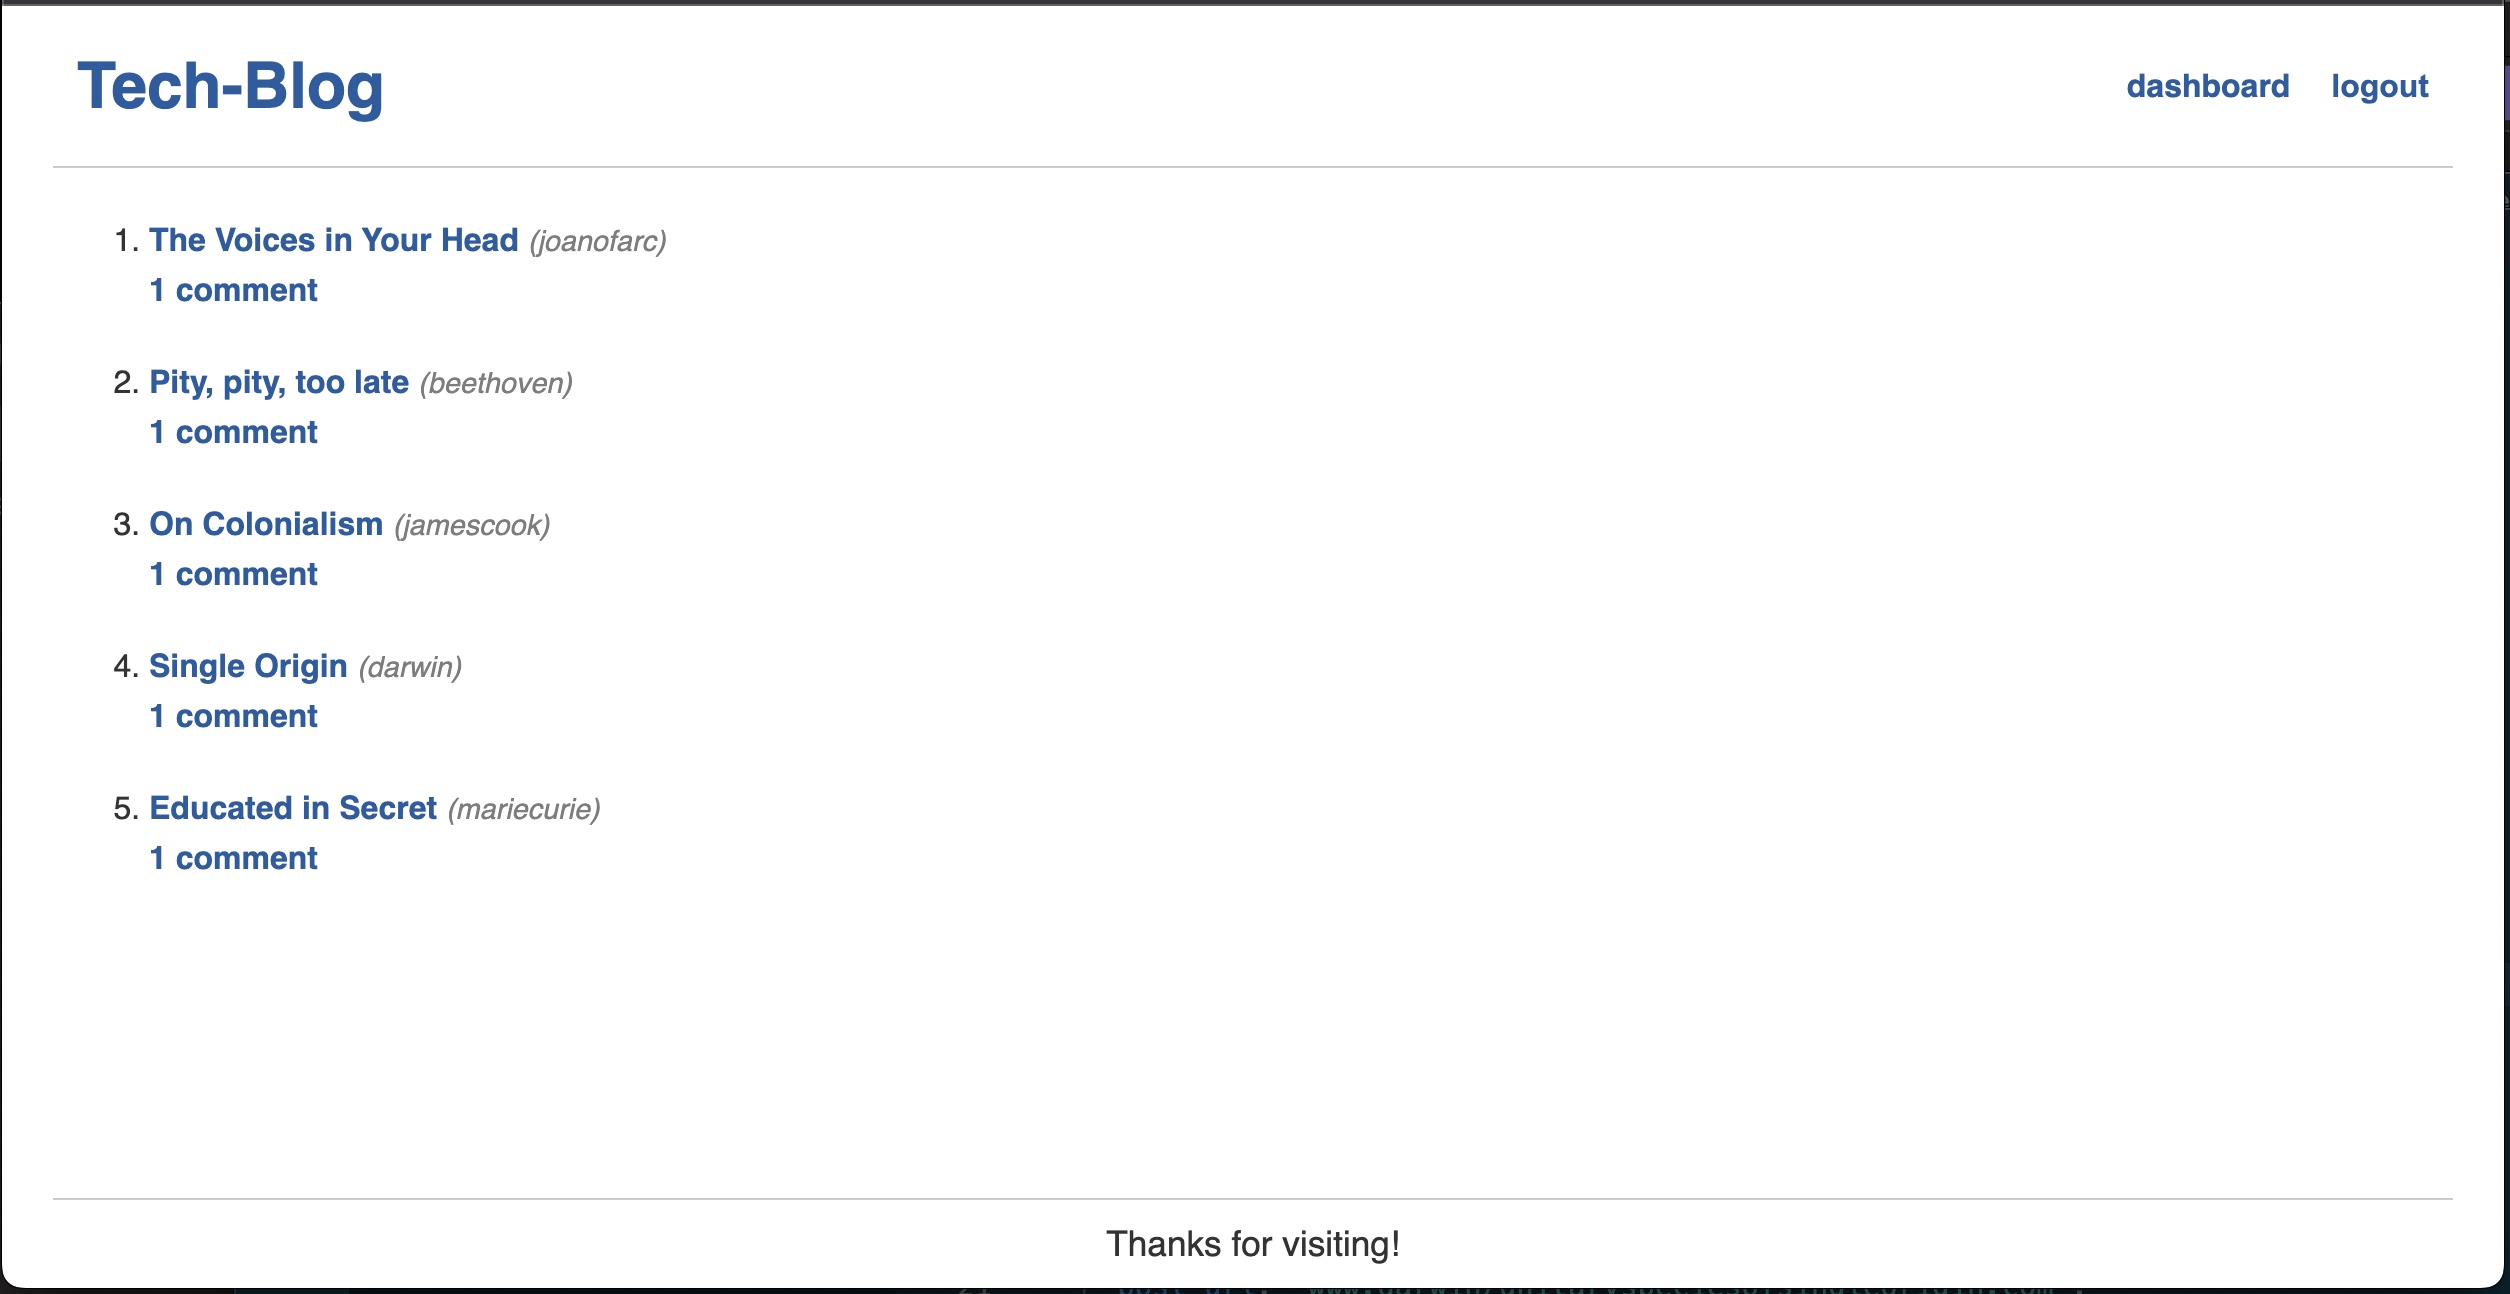 Tech-Blog
dashboard logout
1. The Voices in Your Head (joanofarc)
1 comment
2. Pity, pity, too late (beethoven)
1 comment
3. On Colonialism (jamescook)
1 comment
4. Single Origin (darwin)
1 comment
5. Educated in Secret (mariecurie)
1 comment
Thanks for visiting!